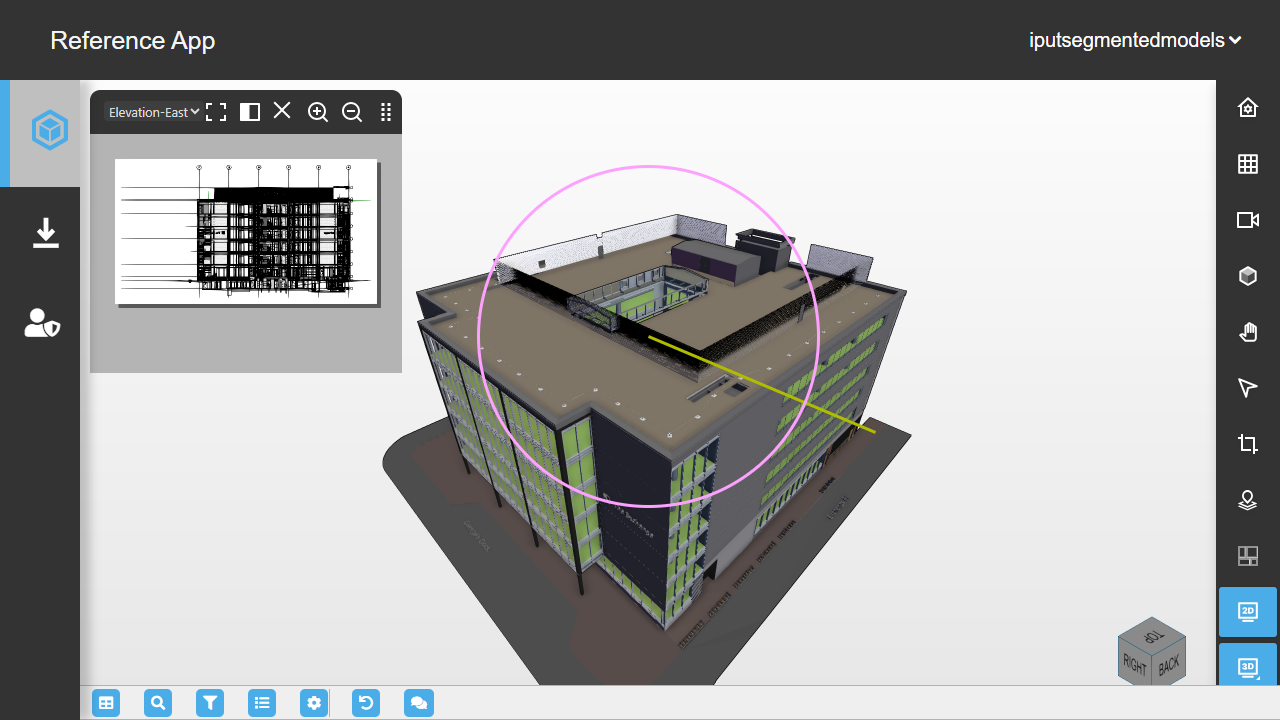 Reference App
iputsegmentedmodels
Elevation-East
2D
3D
TOP
RIGHT
BACK